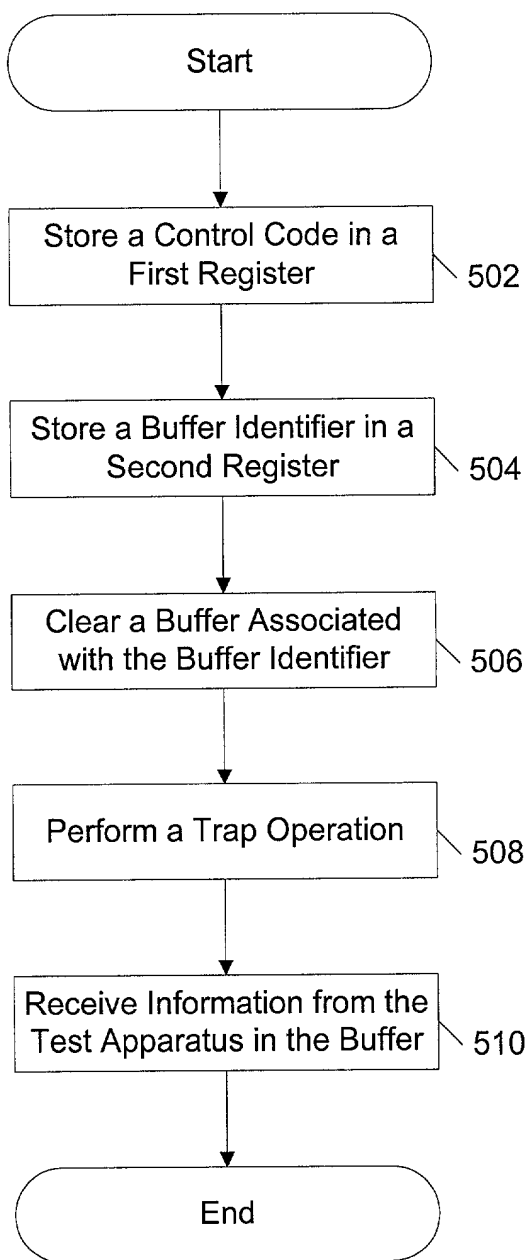 Start
Store a Control Code in a
First Register
502
Store a Buffer Identifier in a
Second Register
504
Clear a Buffer Associated
with the Buffer Identifier
506
Perform a Trap Operation
508
Receive Information from the
Test Apparatus in the Buffer
510
End